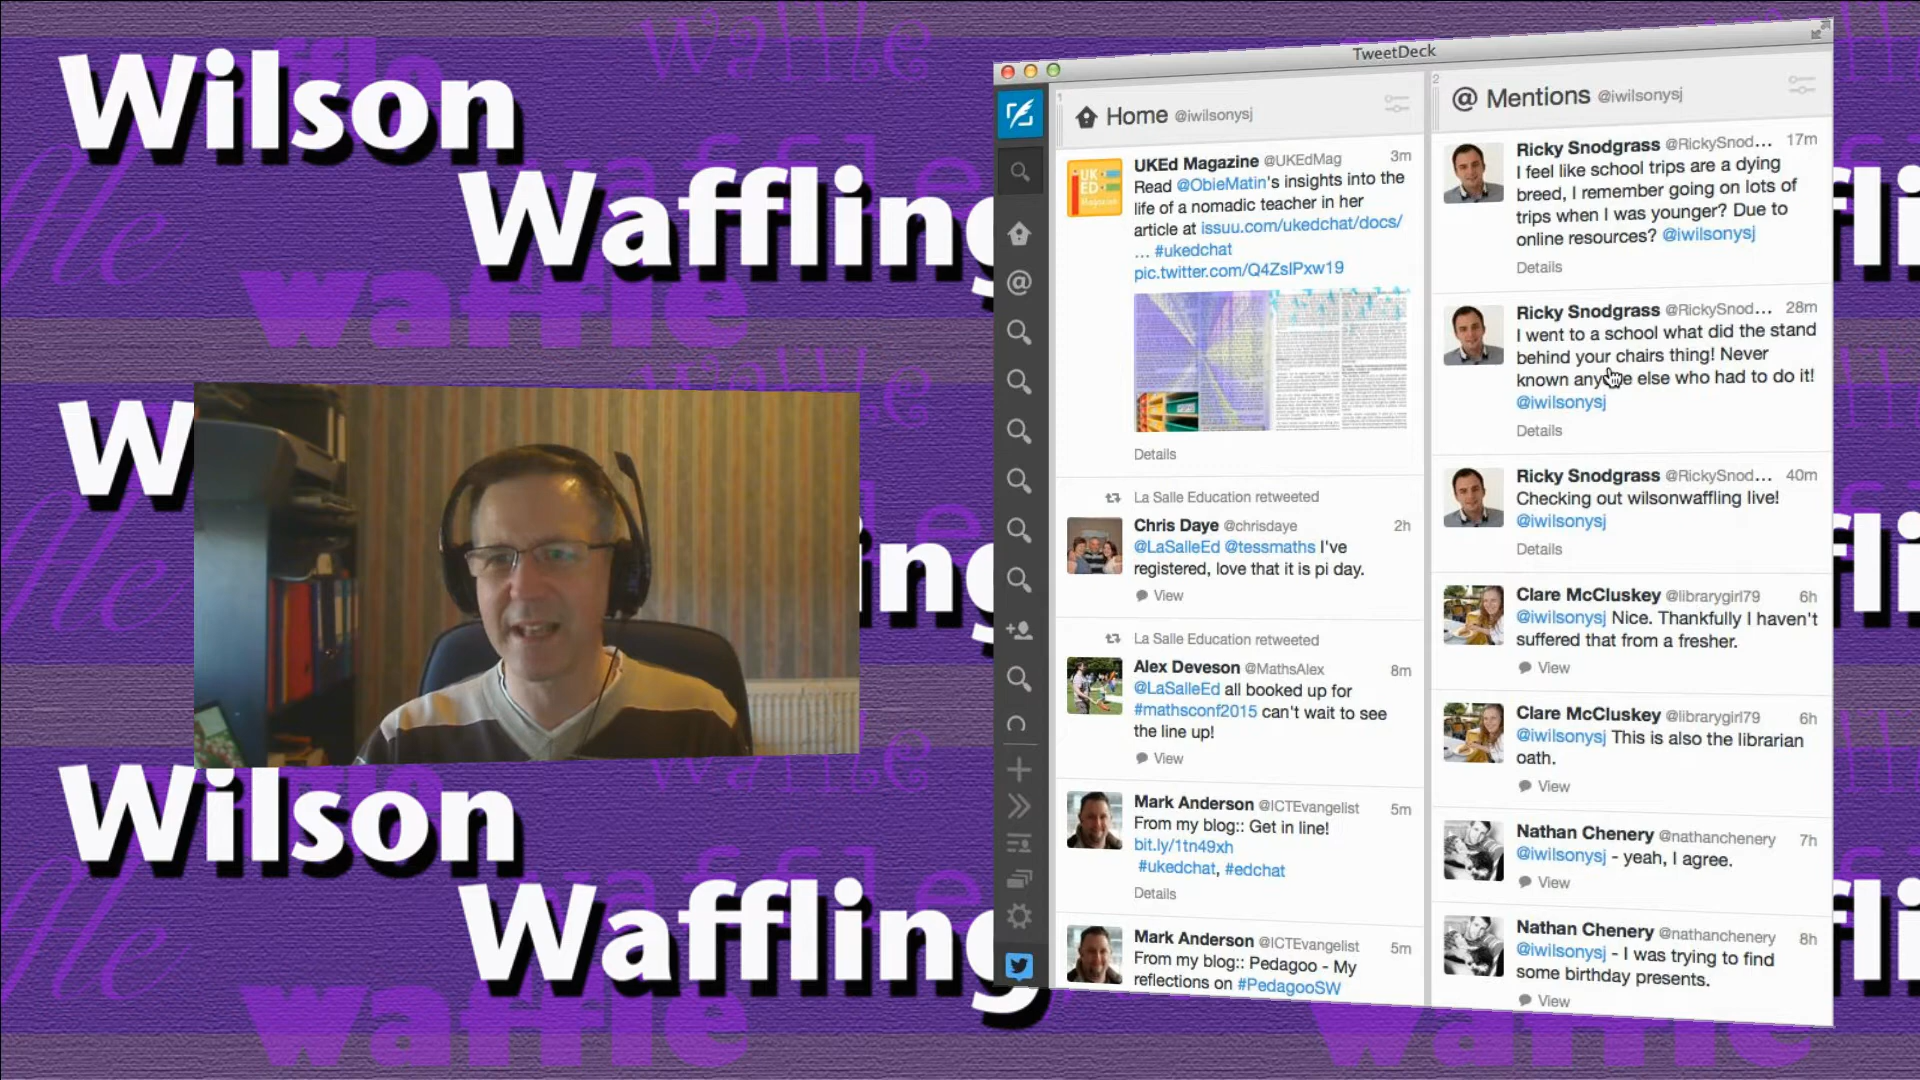 Wilson
Waffling
waffle
Wilson
Waffling
waffle
TweetDeck
1
Home @iwilsonysj
UKEd Magazine @UKEdMag 3m
Read @ObieMatin's insights into the
life of a nomadic teacher in her
article at issuu.com/ukedchat/docs/
… #ukedchat
pic.twitter.com/Q4ZsIPxw19
Details
La Salle Education retweeted
Chris Daye @chrisdaye 2h
@LaSalleEd @tessmaths I've
registered, love that it is pi day.
View
La Salle Education retweeted
Alex Deveson @MathsAlex 8m
@LaSalleEd all booked up for
#mathsconf2015 can't wait to see
the line up!
View
Mark Anderson @ICTEvangelist 5m
From my blog:: Get in line!
bit.ly/1tn49xh
#ukedchat, #edchat
Details
Mark Anderson @ICTEvangelist 5m
From my blog:: Pedagoo - My
reflections on #PedagooSW
2
@ Mentions @iwilsonysj
Ricky Snodgrass @RickySnod... 17m
I feel like school trips are a dying
breed, I remember going on lots of
trips when I was younger? Due to
online resources? @iwilsonysj
Details
Ricky Snodgrass @RickySnod... 28m
I went to a school what did the stand
behind your chairs thing! Never
known anyone else who had to do it!
@iwilsonysj
Details
Ricky Snodgrass @RickySnod... 40m
Checking out wilsonwaffling live!
@iwilsonysj
Details
Clare McCluskey @librarygirl79 6h
@iwilsonysj Nice. Thankfully I haven't
suffered that from a fresher.
View
Clare McCluskey @librarygirl79 6h
@iwilsonysj This is also the librarian
oath.
View
Nathan Chenery @nathanchenery 7h
@iwilsonysj - yeah, I agree.
View
Nathan Chenery @nathanchenery 8h
@iwilsonysj - I was trying to find
some birthday presents.
View